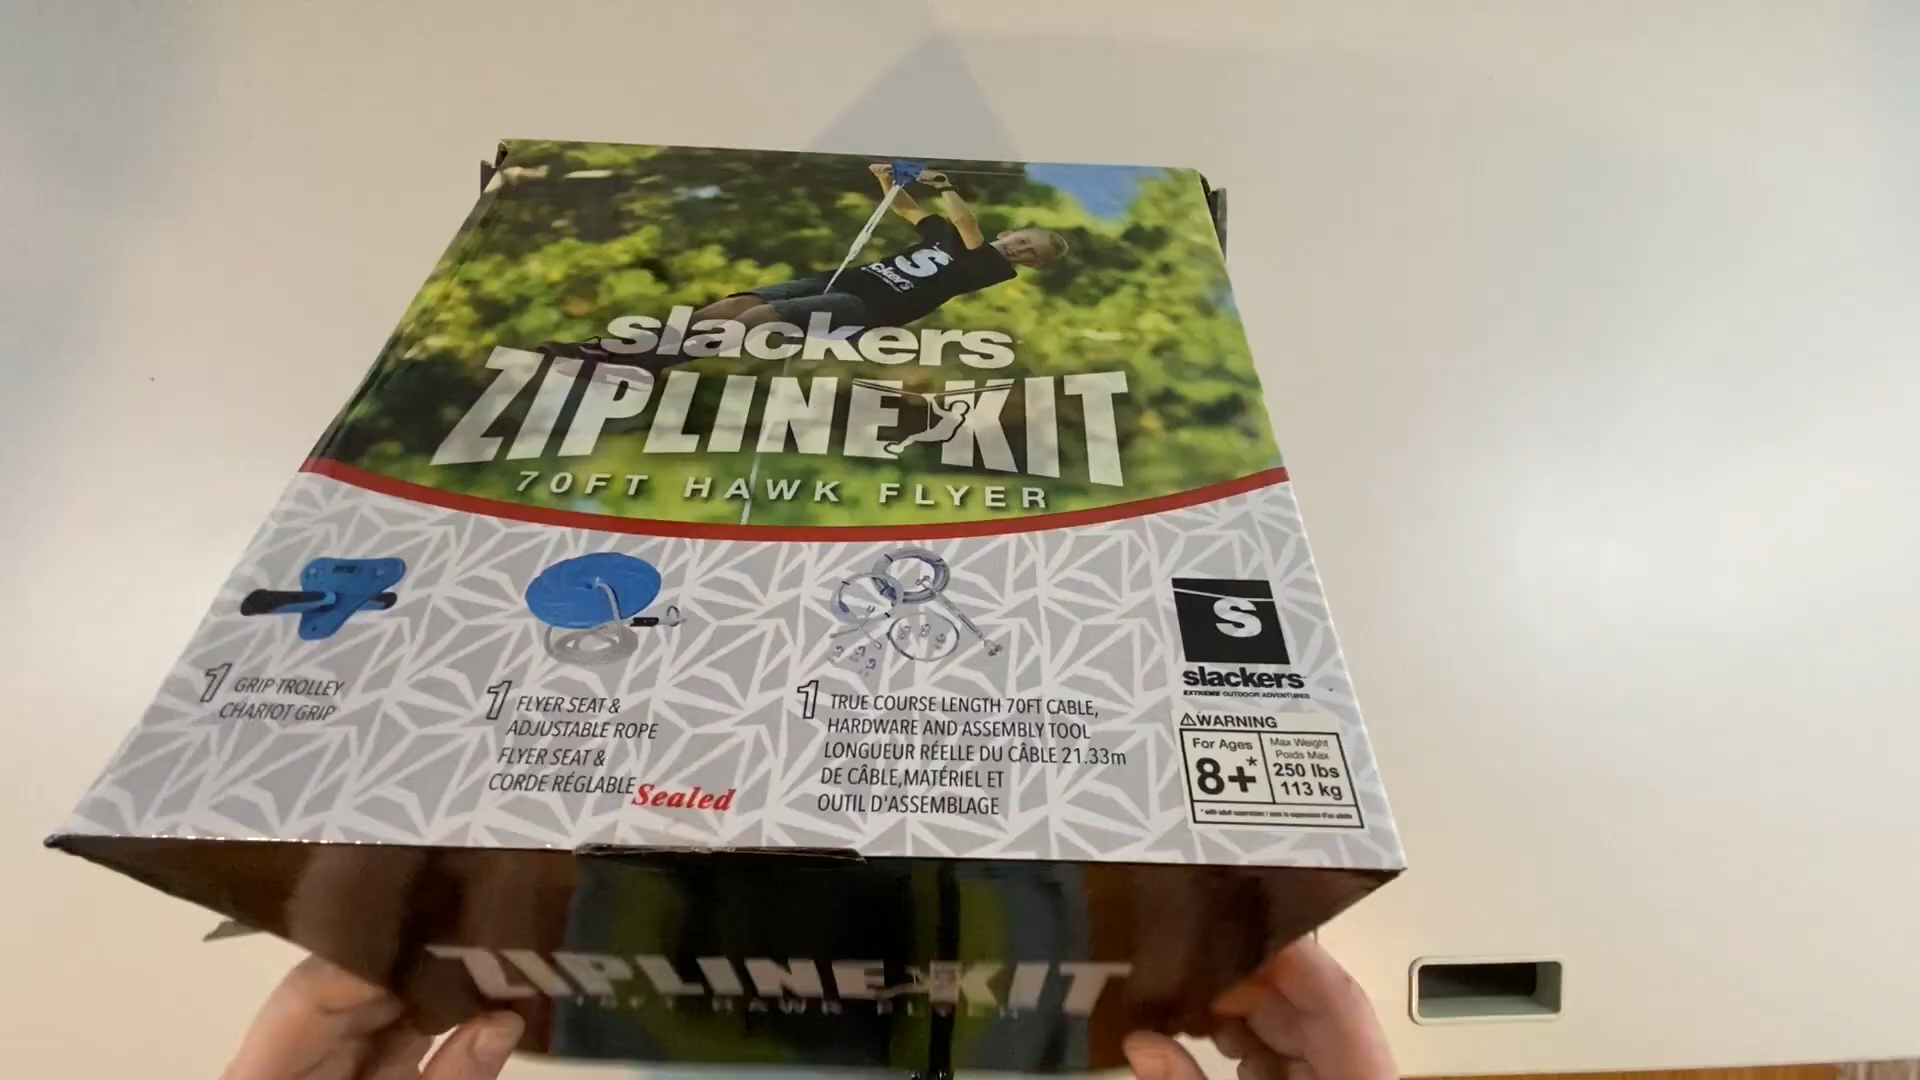 S
slackers
ZIPLINE KIT
70FT HAWK FLYER
1 GRIP TROLLEY
CHARIOT GRIP
1 FLYER SEAT &
ADJUSTABLE ROPE
FLYER SEAT &
CORDE RÉGLABLE
Sealed
1 TRUE COURSE LENGTH 70FT CABLE,
HARDWARE AND ASSEMBLY TOOL
LONGUEUR RÉELLE DU CÂBLE 21.33m
DE CÂBLE, MATÉRIEL ET
OUTIL D'ASSEMBLAGE
S
slackers
EXTREME OUTDOOR ADVENTURES
⚠WARNING
For Ages
8+*
Max Weight
Poids Max
250 lbs
113 kg
ZIPLINE KIT
70FT HAWK FLYER